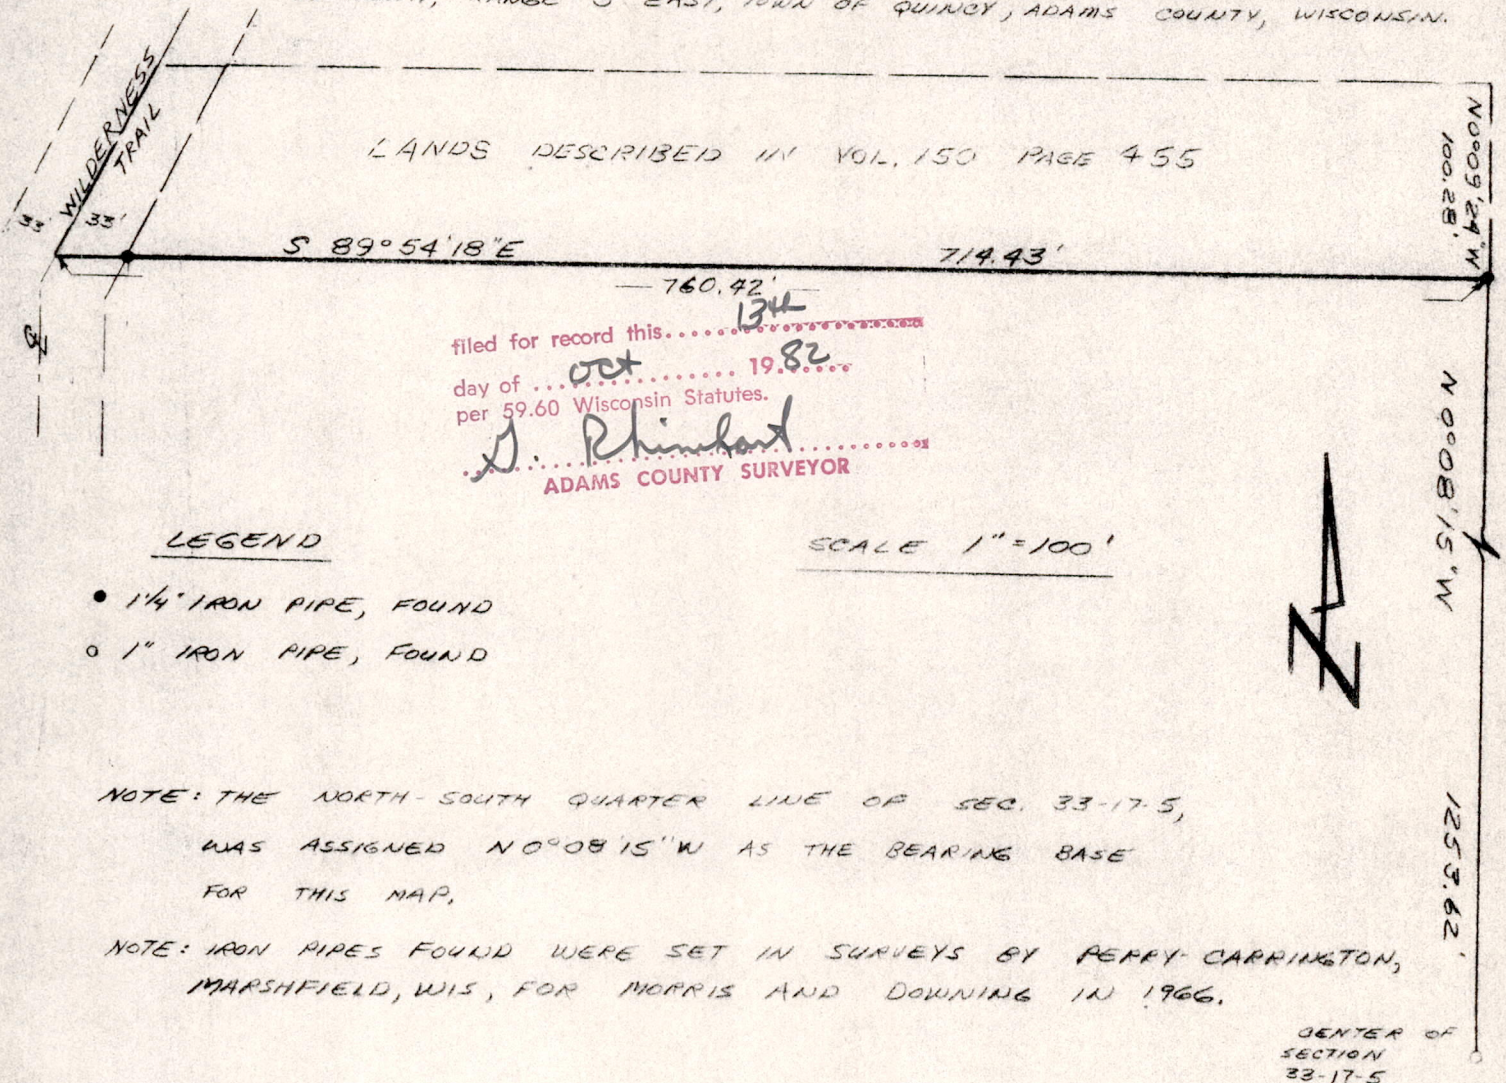 RANGE 5 EAST, TOWN OF QUINCY, ADAMS COUNTY, WISCONSIN.
WILDERNESS
TRAIL
LANDS DESCRIBED IN VOL. 150 PAGE 455
N0°09'24"W
100.28'
33'
33'
S 89°54'18"E
714.43'
760.42'
filed for record this 13th
day of Oct 1982
per 59.60 Wisconsin Statutes.
G. Rhinehart
ADAMS COUNTY SURVEYOR
N 0°08'15"W
LEGEND
SCALE 1"=100'
1¼" IRON PIPE, FOUND
1" IRON PIPE, FOUND
N
NOTE: THE NORTH-SOUTH QUARTER LINE OF SEC. 33-17-5,
WAS ASSIGNED N0°08'15"W AS THE BEARING BASE
FOR THIS MAP.
1253.62'
NOTE: IRON PIPES FOUND WERE SET IN SURVEYS BY PERRY-CARRINGTON,
MARSHFIELD, WIS, FOR MORRIS AND DOWNING IN 1966.
CENTER OF
SECTION
33-17-5